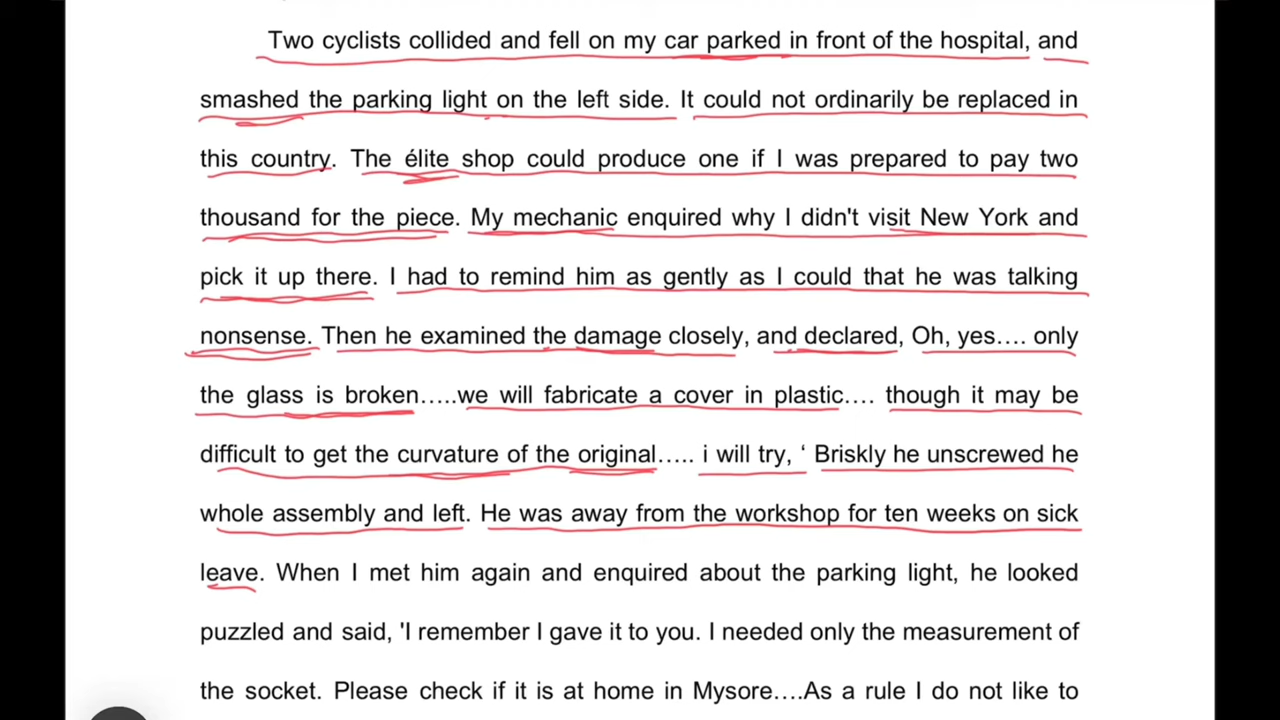 Two cyclists collided and fell on my car parked in front of the hospital, and
smashed the parking light on the left side. It could not ordinarily be replaced in
this country. The élite shop could produce one if I was prepared to pay two
thousand for the piece. My mechanic enquired why I didn't visit New York and
pick it up there. I had to remind him as gently as I could that he was talking
nonsense. Then he examined the damage closely, and declared, Oh, yes.... only
the glass is broken.....we will fabricate a cover in plastic.... though it may be
difficult to get the curvature of the original..... i will try, ‘ Briskly he unscrewed he
whole assembly and left. He was away from the workshop for ten weeks on sick
leave. When I met him again and enquired about the parking light, he looked
puzzled and said, 'I remember I gave it to you. I needed only the measurement of
the socket. Please check if it is at home in Mysore....As a rule I do not like to